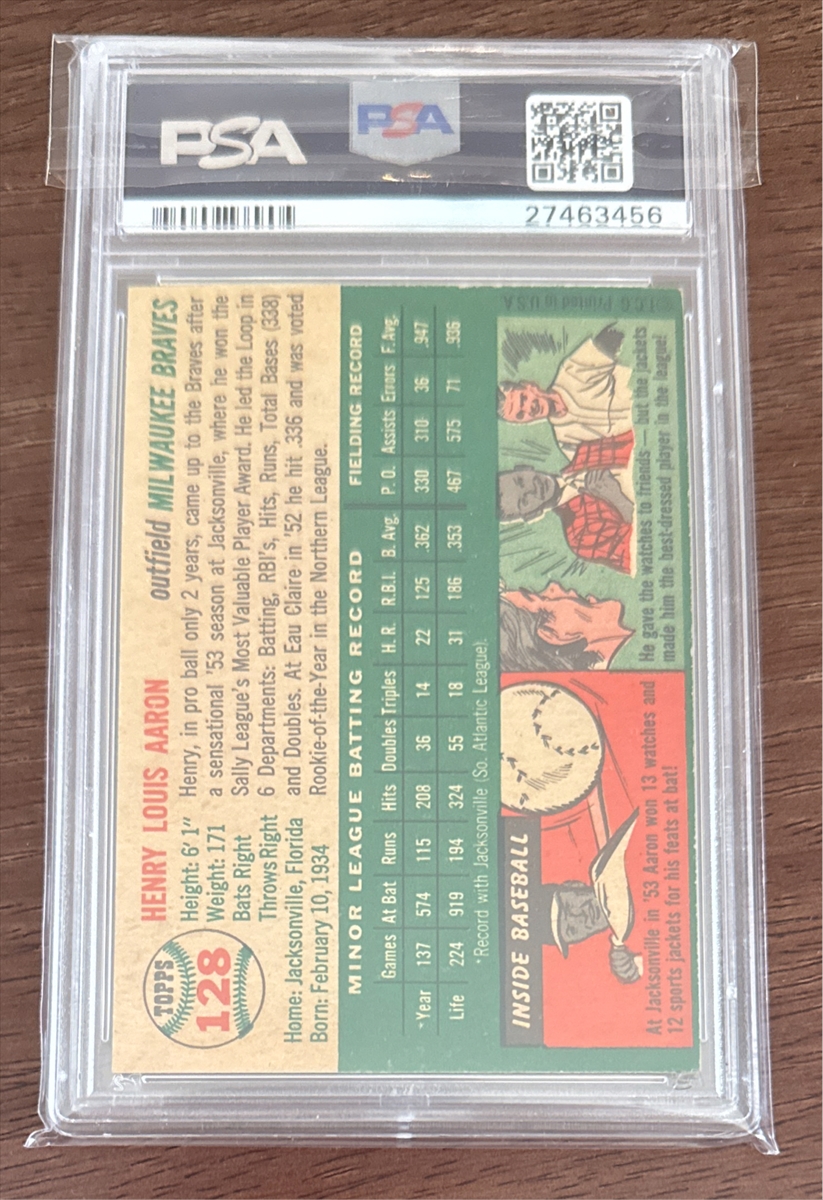 PSA
PSA
27463456
TOPPS
128
HENRY LOUIS AARON
outfield MILWAUKEE BRAVES
Height: 6' 1"
Weight: 171
Bats Right
Throws Right
Home: Jacksonville, Florida
Born: February 10, 1934
Henry, in pro ball only 2 years, came up to the Braves after
a sensational '53 season at Jacksonville, where he won the
Sally League's Most Valuable Player Award. He led the Loop in
6 Departments: Batting, RBI's, Hits, Runs, Total Bases (338)
and Doubles. At Eau Claire in '52 he hit .336 and was voted
Rookie-of-the-Year in the Northern League.
MINOR LEAGUE BATTING RECORD FIELDING RECORD
Games At Bat Runs Hits Doubles Triples H. R. R.B.I. B. Avg. P. O. Assists Errors F. Avg.
*Year 137 574 115 208 36 14 22 125 .362 330 310 36 .947
Life 224 919 194 324 55 18 31 186 .353 467 575 71 .936
*Record with Jacksonville (So. Atlantic League).
INSIDE BASEBALL
At Jacksonville in '53 Aaron won 13 watches and
12 sports jackets for his feats at bat!
He gave the watches to friends — but the jackets
made him the best-dressed player in the league!
© T.C.G. Printed in U.S.A.